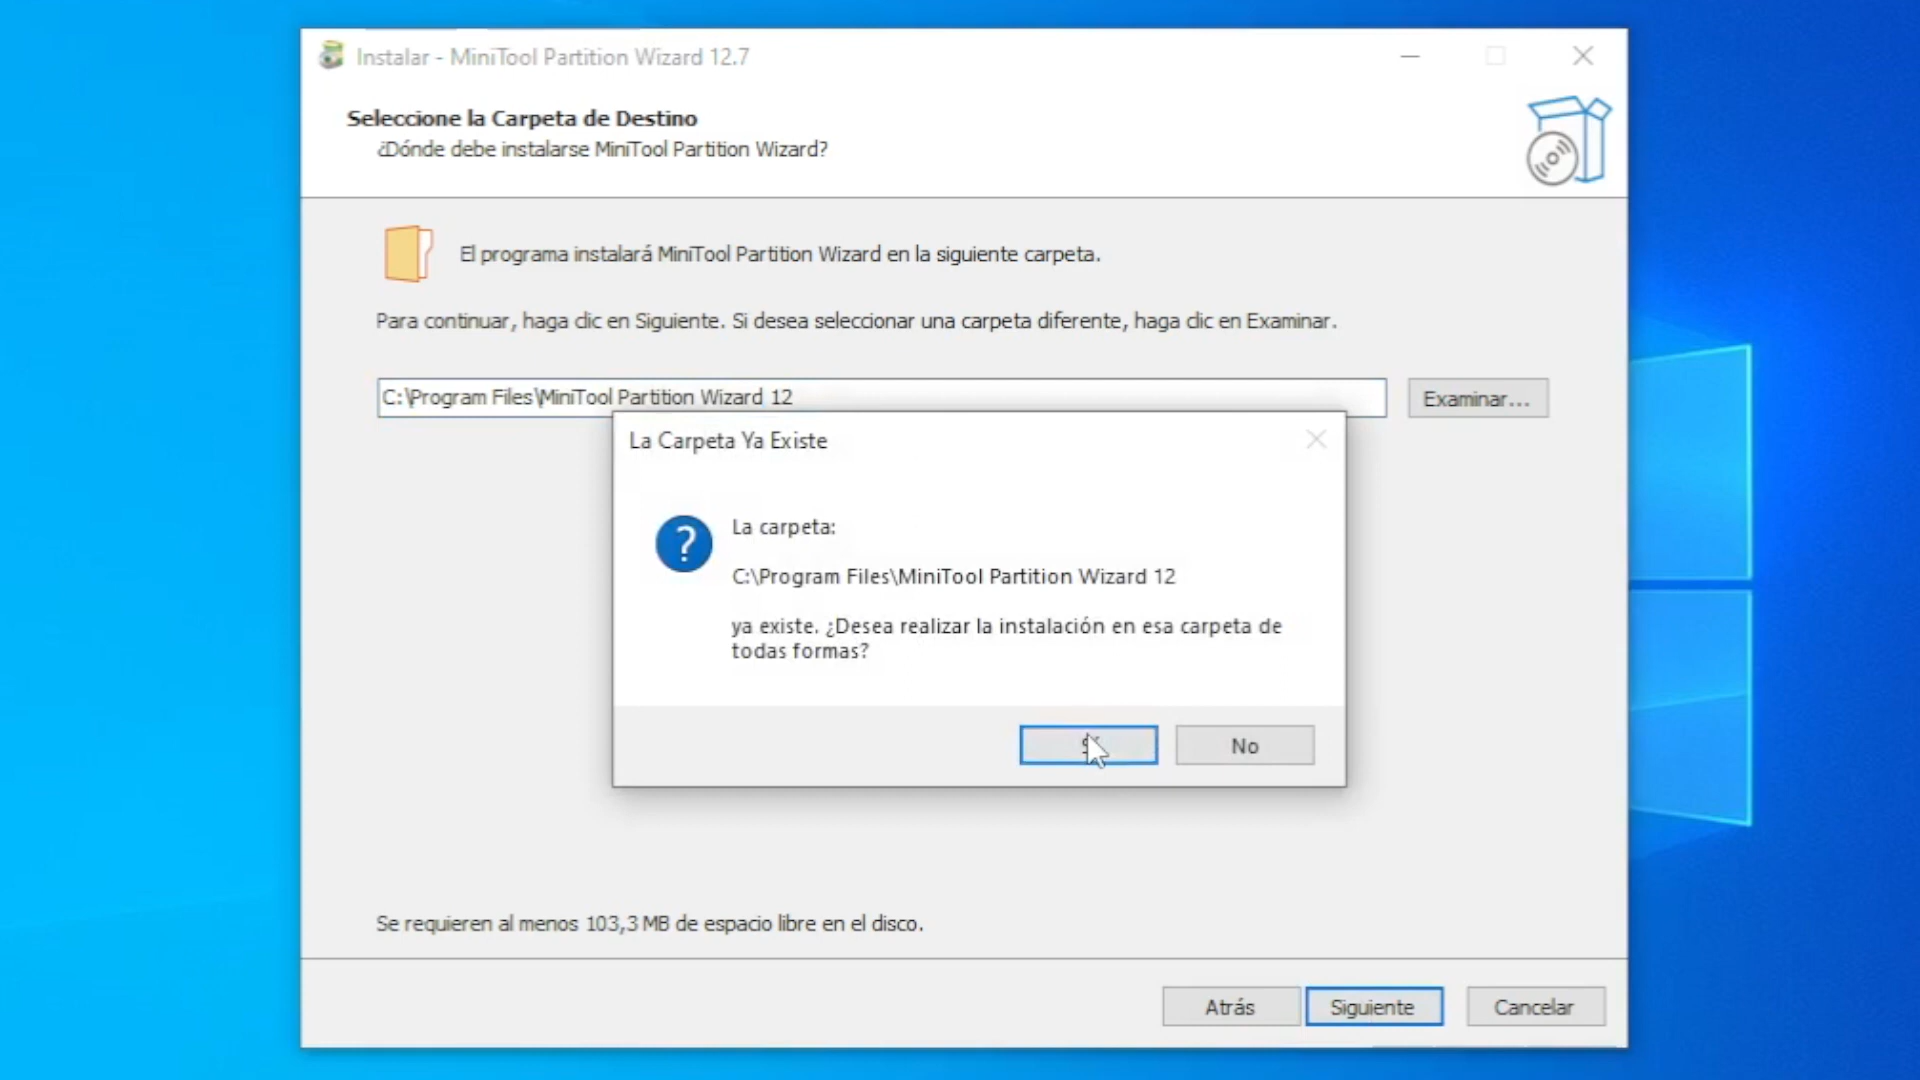 Instalar - MiniTool Partition Wizard 12.7
Seleccione la Carpeta de Destino
¿Dónde debe instalarse MiniTool Partition Wizard?
El programa instalará MiniTool Partition Wizard en la siguiente carpeta.
Para continuar, haga clic en Siguiente. Si desea seleccionar una carpeta diferente, haga clic en Examinar.
C:\Program Files\MiniTool Partition Wizard 12
Examinar...
La Carpeta Ya Existe
La carpeta:
C:\Program Files\MiniTool Partition Wizard 12
ya existe. ¿Desea realizar la instalación en esa carpeta de
todas formas?
No
Se requieren al menos 103,3 MB de espacio libre en el disco.
Atrás
Siguiente
Cancelar